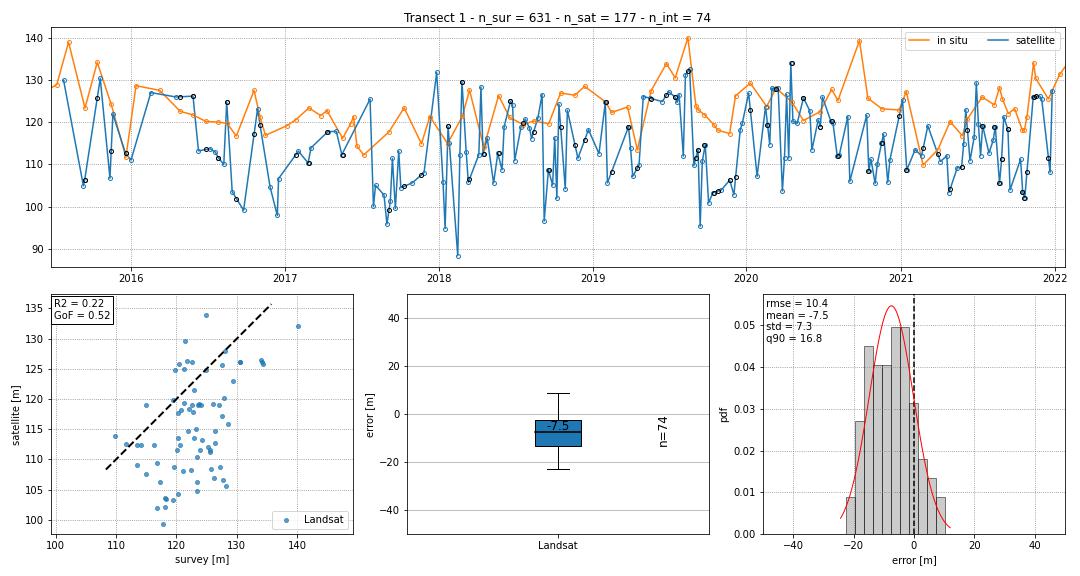 Transect 1 - n_sur = 631 - n_sat = 177 - n_int = 74
140
130
120
110
100
90
in situ
satellite
2016
2017
2018
2019
2020
2021
2022
R2 = 0.22
GoF = 0.52
135
130
125
120
115
110
105
100
satellite [m]
100
110
120
130
140
survey [m]
Landsat
40
20
0
−20
−40
error [m]
-7.5
n=74
Landsat
rmse = 10.4
mean = -7.5
std = 7.3
q90 = 16.8
0.05
0.04
0.03
0.02
0.01
0.00
pdf
−40
−20
0
20
40
error [m]